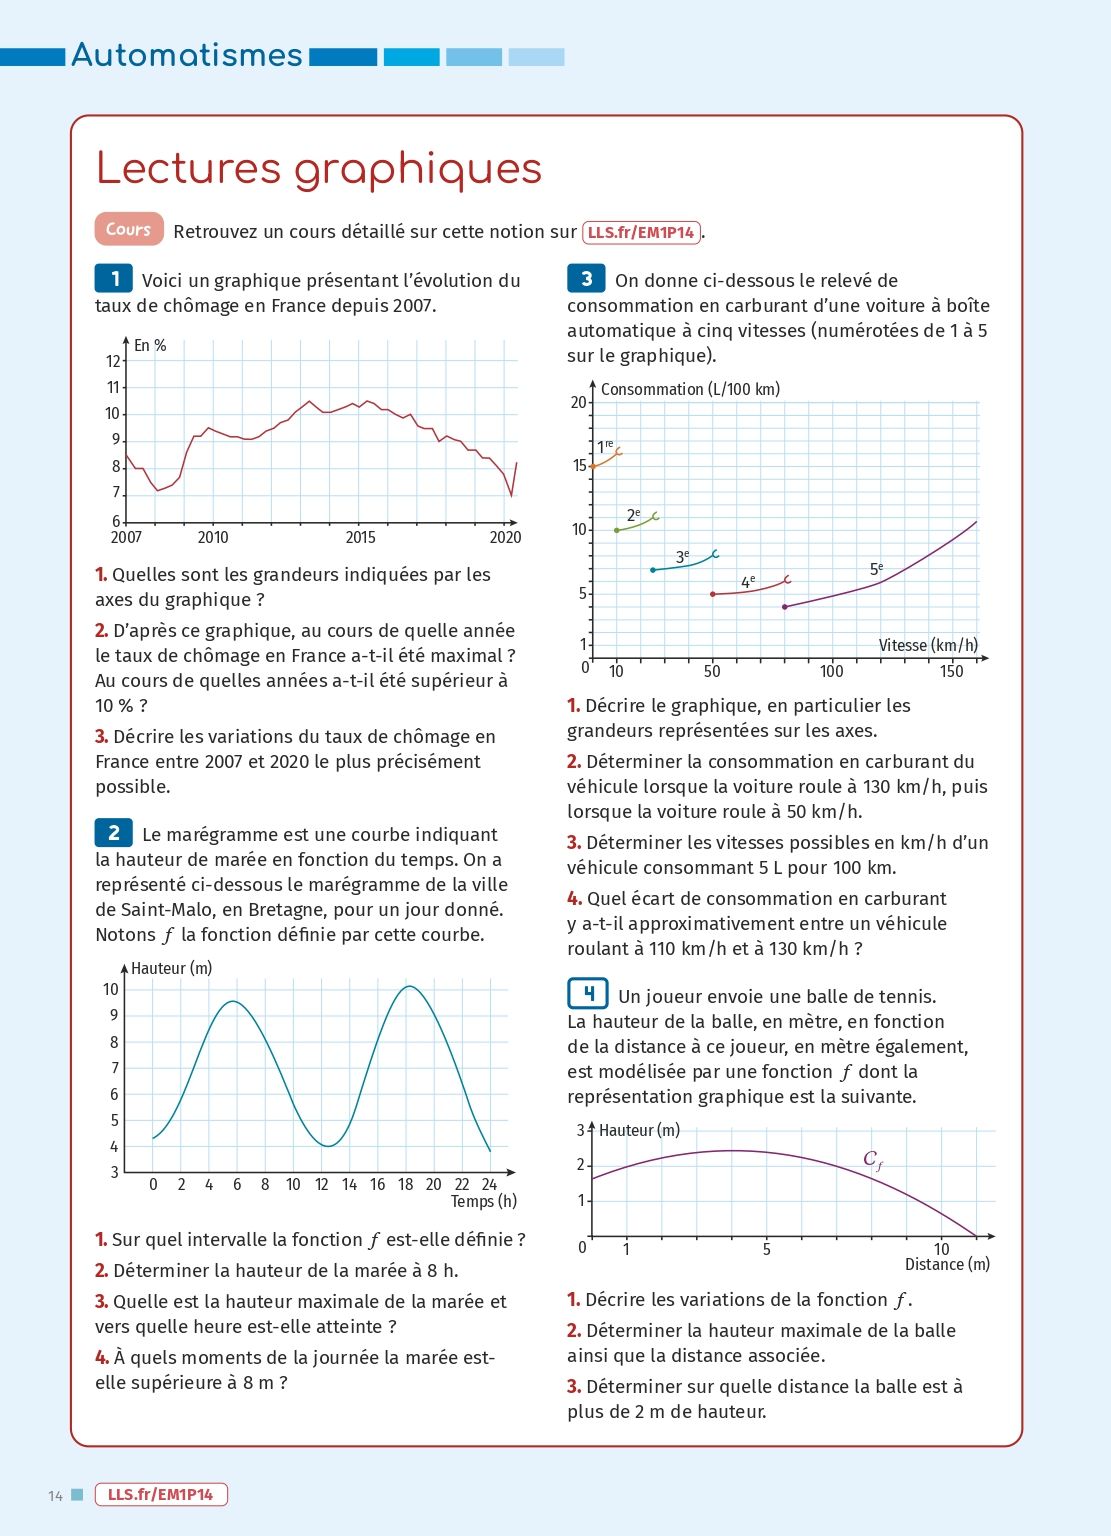 Automatismes
Lectures graphiques
Cours Retrouvez un cours détaillé sur cette notion sur LLS.fr/EM1P14.
1 Voici un graphique présentant l'évolution du
taux de chômage en France depuis 2007.
En %
12
11
10
9
8
7
6
2007 2010 2015 2020
1. Quelles sont les grandeurs indiquées par les
axes du graphique ?
2. D'après ce graphique, au cours de quelle année
le taux de chômage en France a-t-il été maximal ?
Au cours de quelles années a-t-il été supérieur à
10 % ?
3. Décrire les variations du taux de chômage en
France entre 2007 et 2020 le plus précisément
possible.
2 Le marégramme est une courbe indiquant
la hauteur de marée en fonction du temps. On a
représenté ci-dessous le marégramme de la ville
de Saint-Malo, en Bretagne, pour un jour donné.
Notons f la fonction définie par cette courbe.
Hauteur (m)
10
9
8
7
6
5
4
3
0 2 4 6 8 10 12 14 16 18 20 22 24
Temps (h)
1. Sur quel intervalle la fonction f est-elle définie ?
2. Déterminer la hauteur de la marée à 8 h.
3. Quelle est la hauteur maximale de la marée et
vers quelle heure est-elle atteinte ?
4. À quels moments de la journée la marée est-
elle supérieure à 8 m ?
3 On donne ci-dessous le relevé de
consommation en carburant d'une voiture à boîte
automatique à cinq vitesses (numérotées de 1 à 5
sur le graphique).
Consommation (L/100 km)
20
1re
15
2e
10
3e
4e
5e
5
1
Vitesse (km/h)
0 10 50 100 150
1. Décrire le graphique, en particulier les
grandeurs représentées sur les axes.
2. Déterminer la consommation en carburant du
véhicule lorsque la voiture roule à 130 km/h, puis
lorsque la voiture roule à 50 km/h.
3. Déterminer les vitesses possibles en km/h d'un
véhicule consommant 5 L pour 100 km.
4. Quel écart de consommation en carburant
y a-t-il approximativement entre un véhicule
roulant à 110 km/h et à 130 km/h ?
4 Un joueur envoie une balle de tennis.
La hauteur de la balle, en mètre, en fonction
de la distance à ce joueur, en mètre également,
est modélisée par une fonction f dont la
représentation graphique est la suivante.
3 Hauteur (m)
Cf
2
1
0 1 5 10
Distance (m)
1. Décrire les variations de la fonction f.
2. Déterminer la hauteur maximale de la balle
ainsi que la distance associée.
3. Déterminer sur quelle distance la balle est à
plus de 2 m de hauteur.
14 LLS.fr/EM1P14